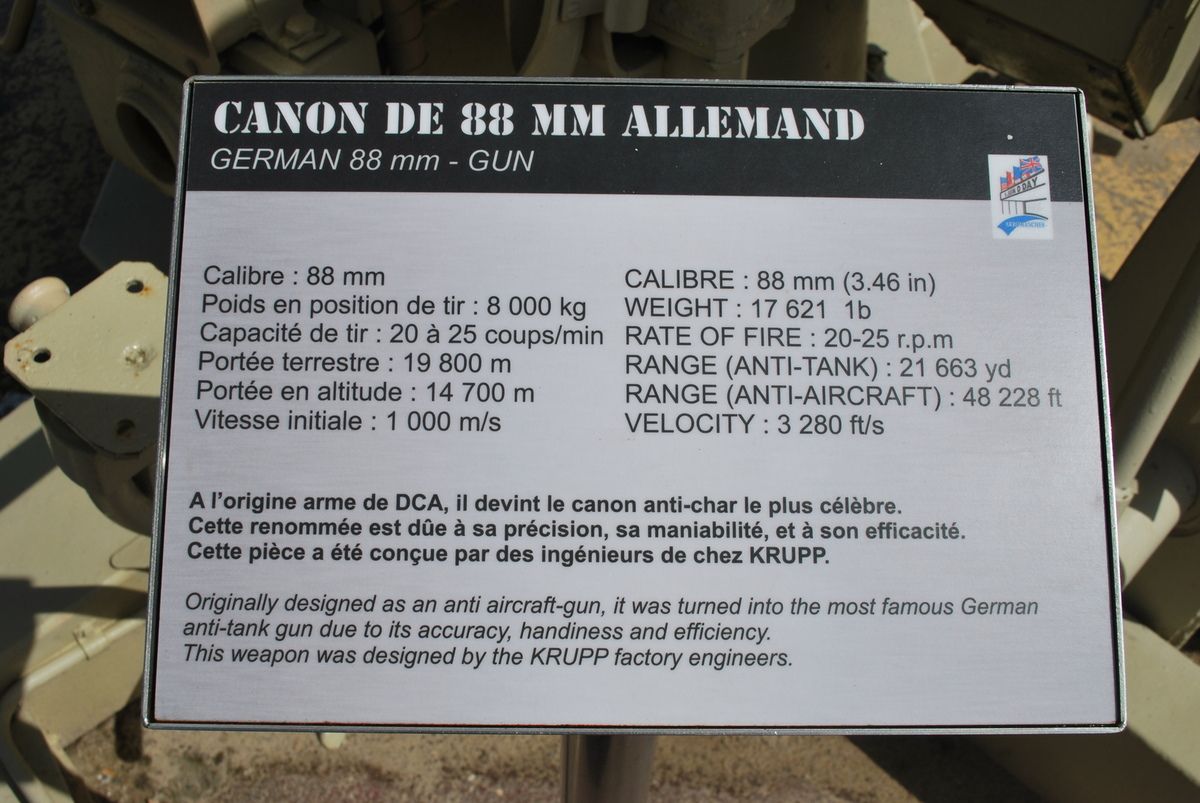 CANON DE 88 MM ALLEMAND
GERMAN 88 mm - GUN
D DAY
Calibre : 88 mm
Poids en position de tir : 8 000 kg
Capacité de tir : 20 à 25 coups/min
Portée terrestre : 19 800 m
Portée en altitude : 14 700 m
Vitesse initiale : 1 000 m/s
CALIBRE : 88 mm (3.46 in)
WEIGHT : 17 621 1b
RATE OF FIRE : 20-25 r.p.m
RANGE (ANTI-TANK) : 21 663 yd
RANGE (ANTI-AIRCRAFT) : 48 228 ft
VELOCITY : 3 280 ft/s
A l'origine arme de DCA, il devint le canon anti-char le plus célèbre.
Cette renommée est dûe à sa précision, sa maniabilité, et à son efficacité.
Cette pièce a été conçue par des ingénieurs de chez KRUPP.
Originally designed as an anti aircraft-gun, it was turned into the most famous German
anti-tank gun due to its accuracy, handiness and efficiency.
This weapon was designed by the KRUPP factory engineers.